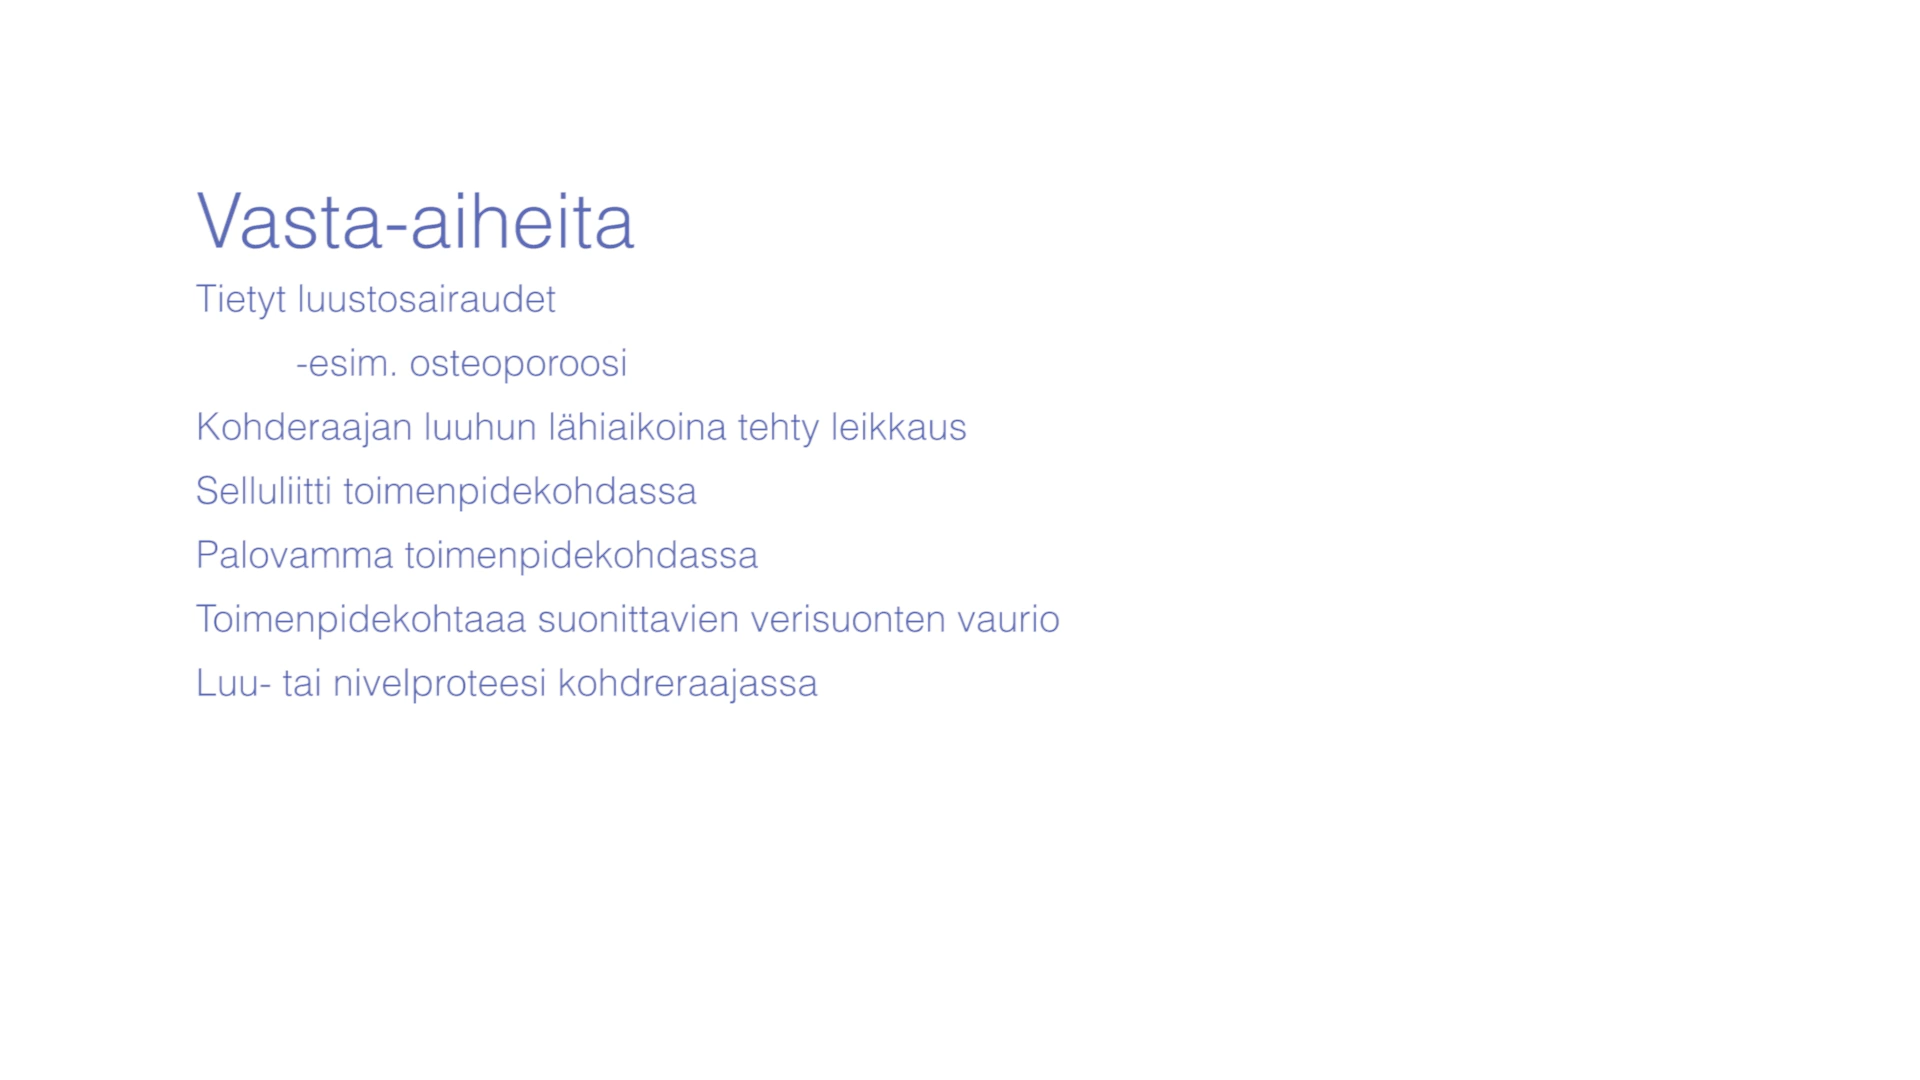 Vasta-aiheita
Tietyt luustosairaudet
-esim. osteoporoosi
Kohderaajan luuhun lähiaikoina tehty leikkaus
Selluliitti toimenpidekohdassa
Palovamma toimenpidekohdassa
Toimenpidekohtaaa suonittavien verisuonten vaurio
Luu- tai nivelproteesi kohdreraajassa